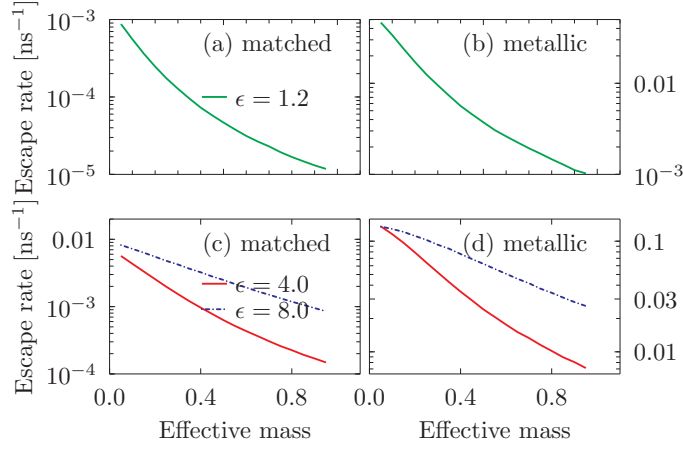 Escape rate [ns⁻¹]
10⁻³
10⁻⁴
10⁻⁵
(a) matched
ϵ = 1.2
(b) metallic
0.01
10⁻³
Escape rate [ns⁻¹]
0.01
10⁻³
10⁻⁴
(c) matched
ϵ = 4.0
ϵ = 8.0
(d) metallic
0.1
0.03
0.01
0.0 0.4 0.8 0.0 0.4 0.8
Effective mass Effective mass